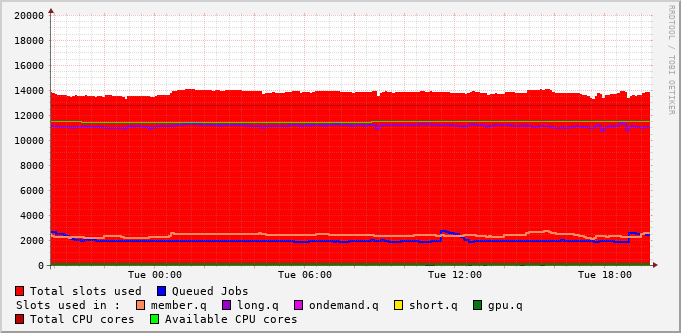 RRDTOOL / TOBI OETIKER
20000
18000
16000
14000
12000
10000
8000
6000
4000
2000
0
Tue 00:00 Tue 06:00 Tue 12:00 Tue 18:00
Total slots used Queued Jobs
Slots used in : member.q long.q ondemand.q short.q gpu.q
Total CPU cores Available CPU cores